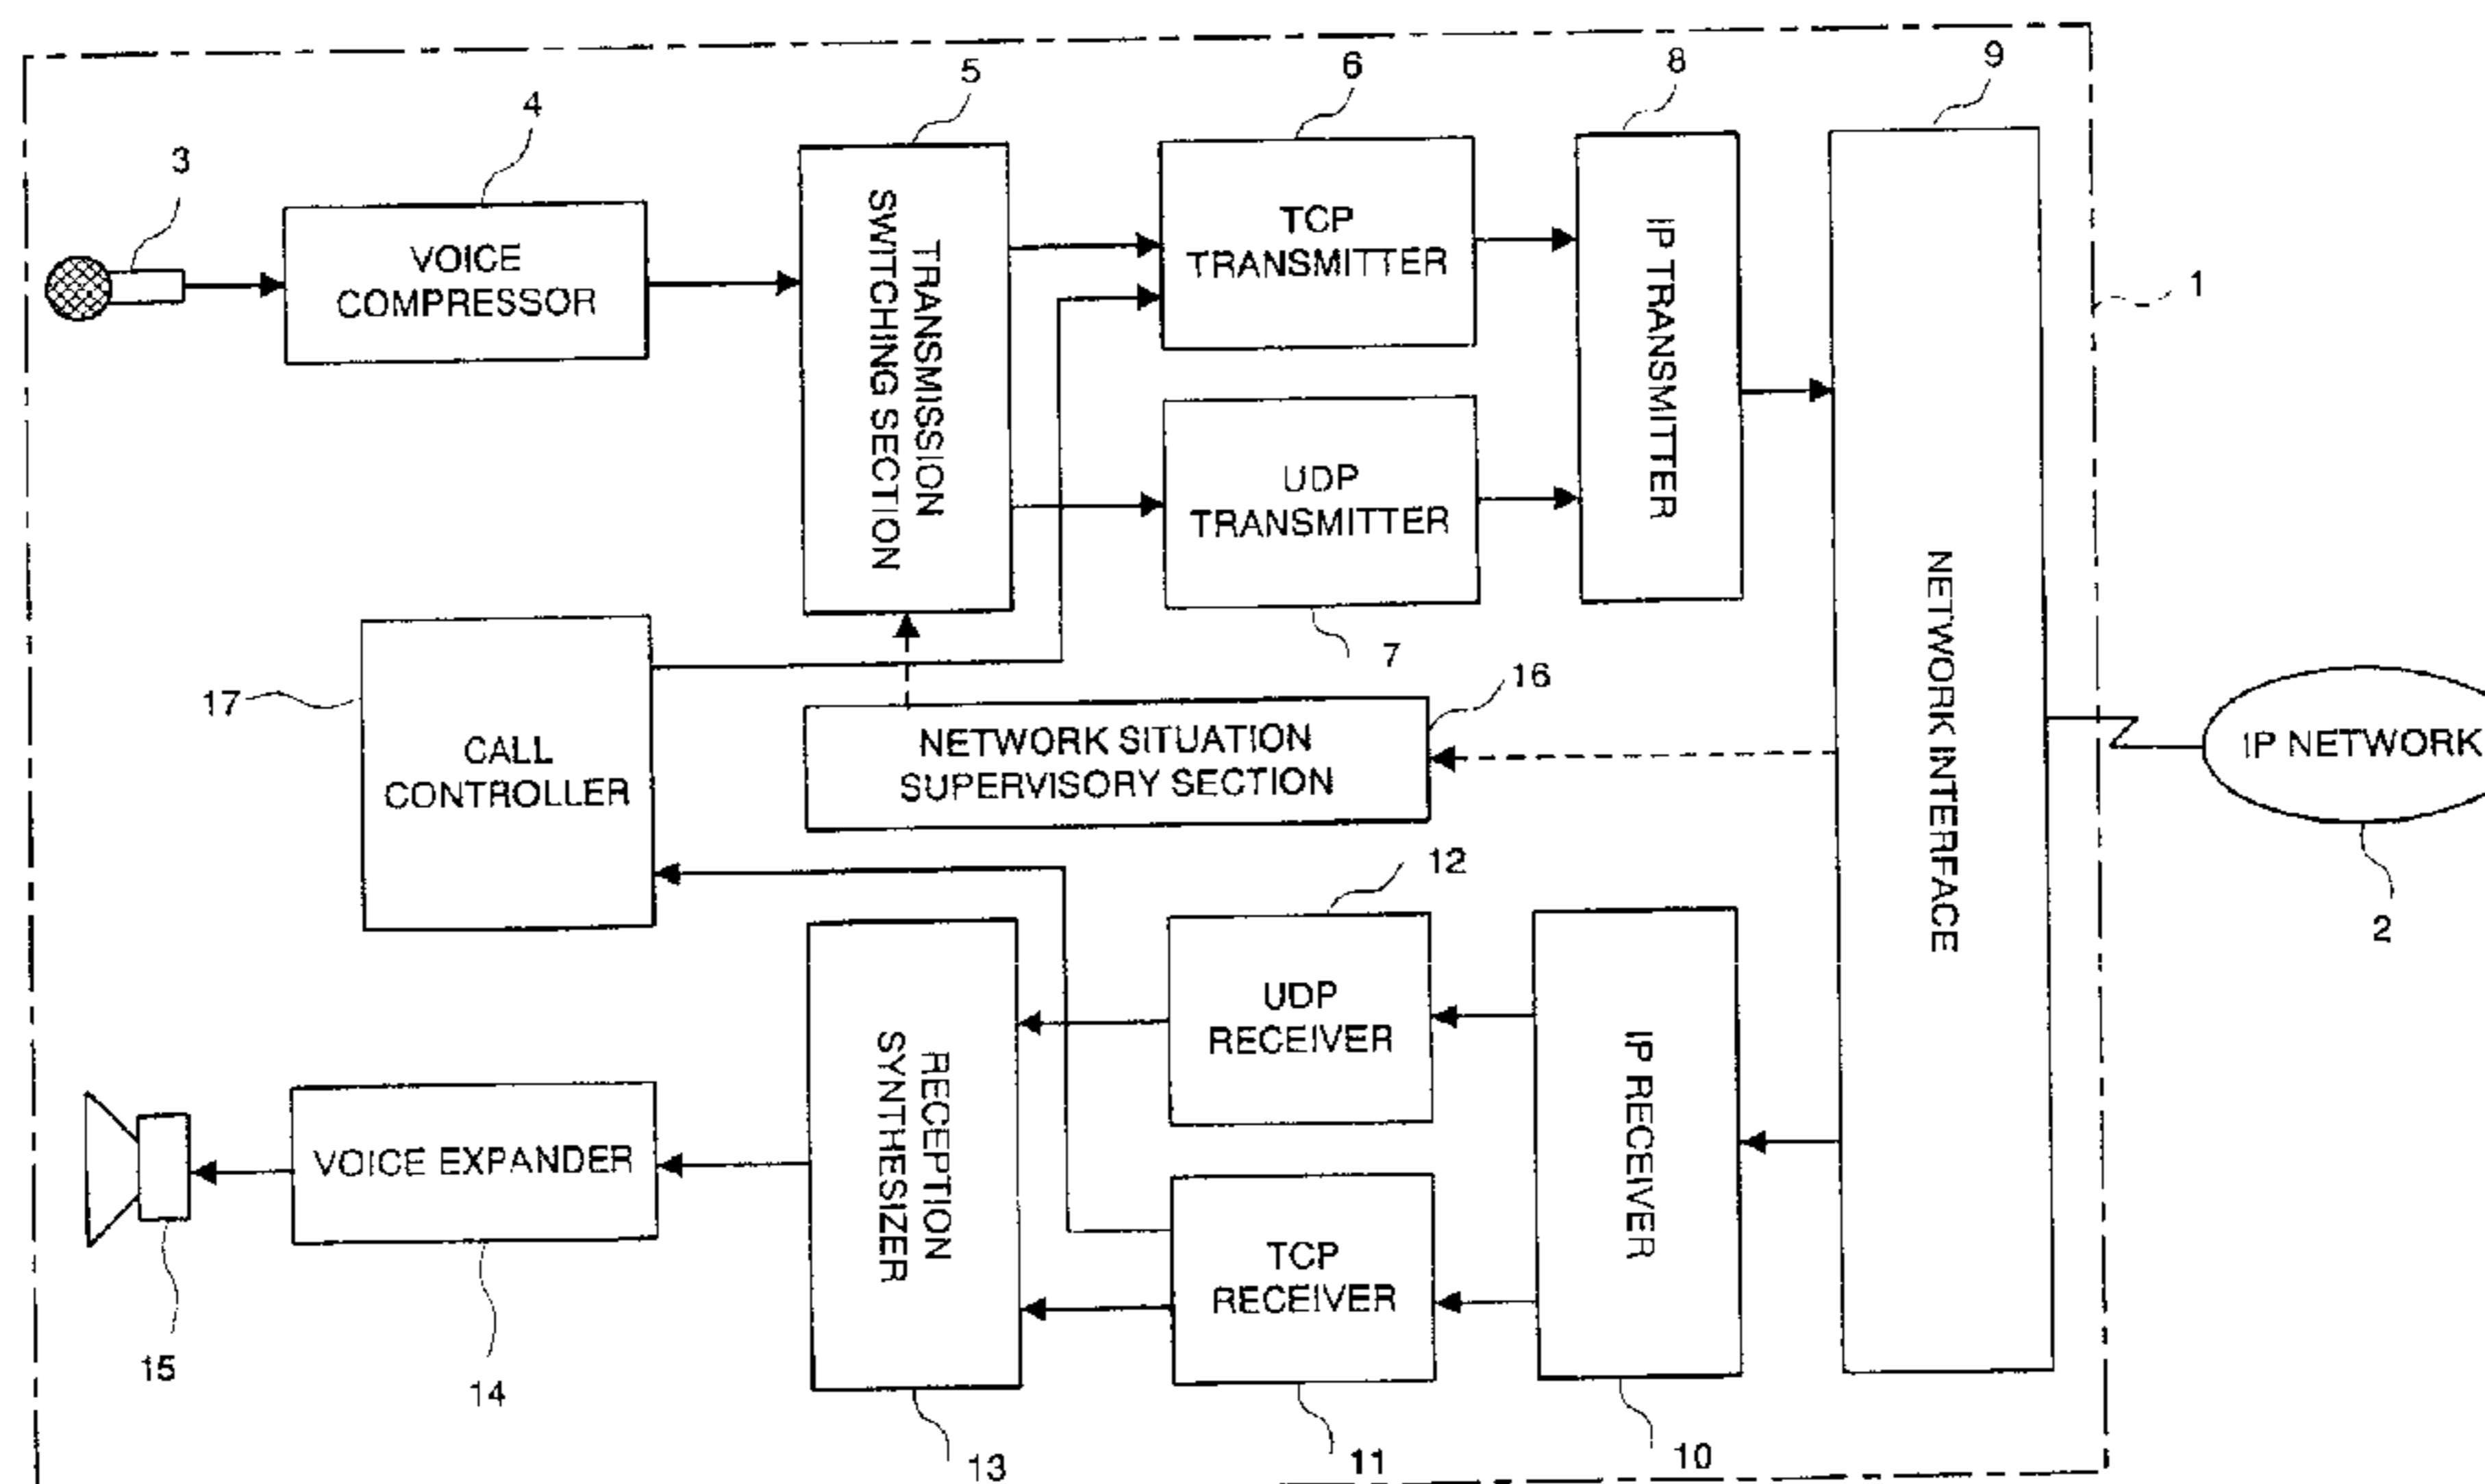 5
6
8
9
4
3
VOICE
COMPRESSOR
TRANSMISSION
SWITCHING SECTION
TCP
TRANSMITTER
IP TRANSMITTER
1
UDP
TRANSMITTER
7
NETWORK INTERFACE
17
CALL
CONTROLLER
16
NETWORK SITUATION
SUPERVISORY SECTION
IP NETWORK
2
12
UDP
RECEIVER
IP RECEIVER
RECEPTION
SYNTHESIZER
VOICE EXPANDER
TCP
RECEIVER
15
14
13
11
10